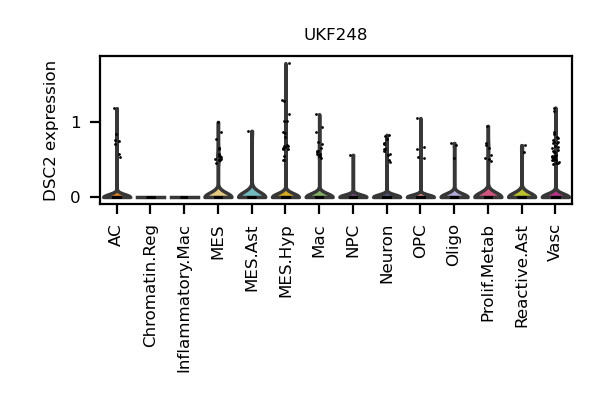 UKF248
DSC2 expression
1
0
AC
Chromatin.Reg
Inflammatory.Mac
MES
MES.Ast
MES.Hyp
Mac
NPC
Neuron
OPC
Oligo
Prolif.Metab
Reactive.Ast
Vasc